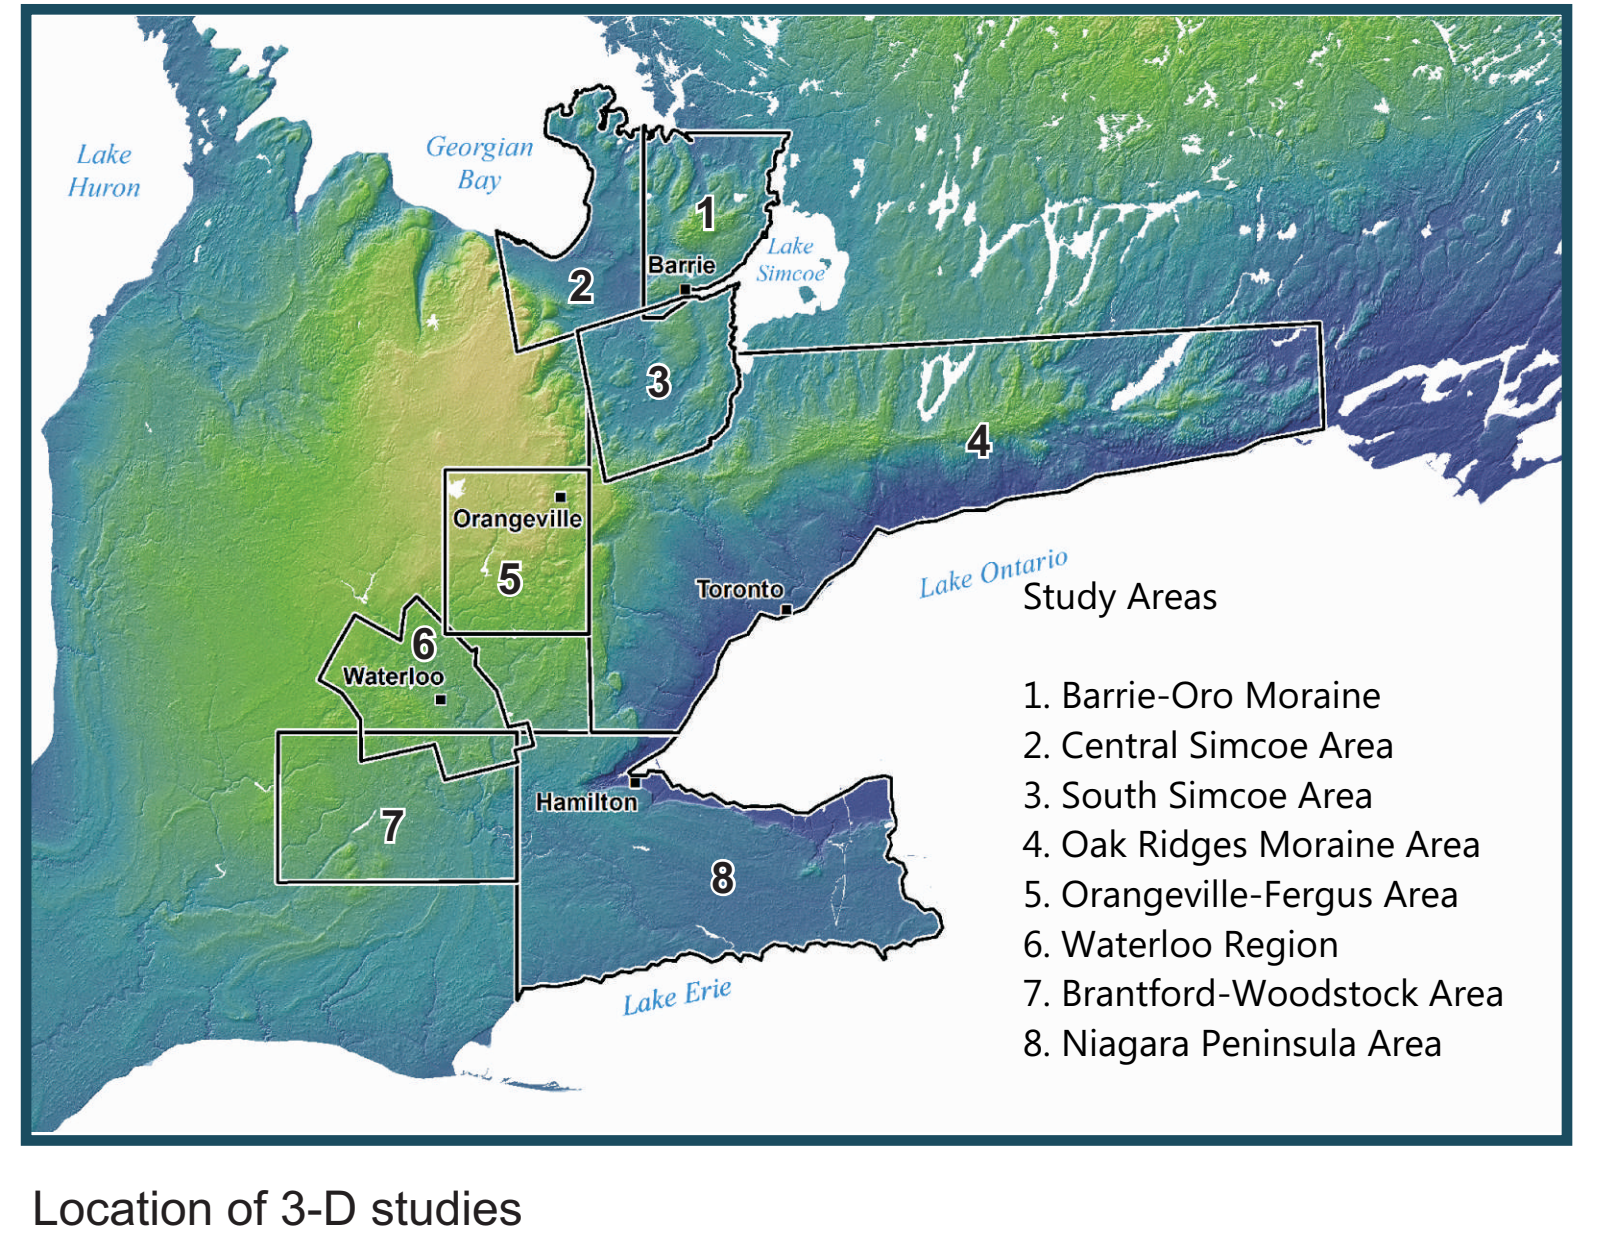 Lake
Huron
Georgian
Bay
1
Lake
Simcoe
Barrie
2
3
4
Orangeville
5
Toronto
Lake Ontario
6
Waterloo
Hamilton
7
8
Lake Erie
Study Areas
1. Barrie-Oro Moraine
2. Central Simcoe Area
3. South Simcoe Area
4. Oak Ridges Moraine Area
5. Orangeville-Fergus Area
6. Waterloo Region
7. Brantford-Woodstock Area
8. Niagara Peninsula Area
Location of 3-D studies